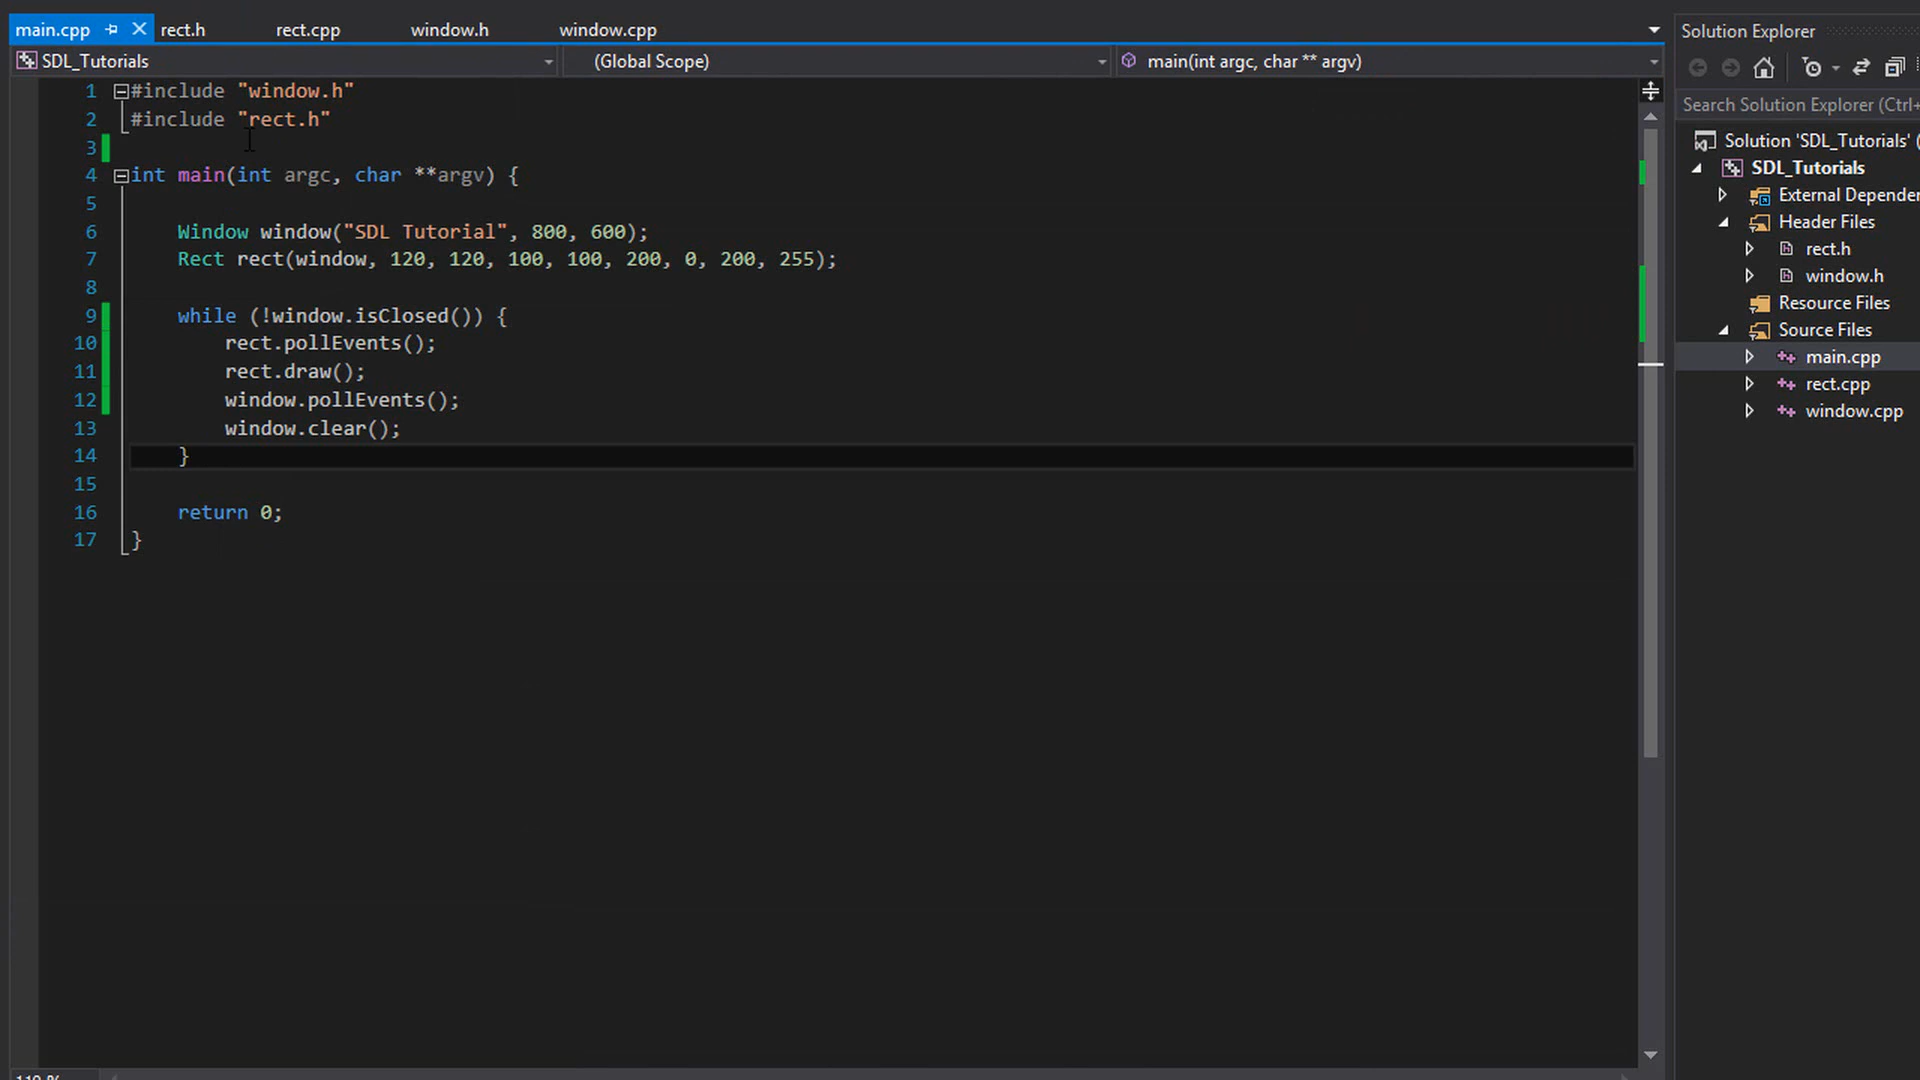 main.cpp rect.h rect.cpp window.h window.cpp
SDL_Tutorials (Global Scope) main(int argc, char ** argv)
1 #include "window.h"
2 #include "rect.h"
3
4 int main(int argc, char **argv) {
5
6 Window window("SDL Tutorial", 800, 600);
7 Rect rect(window, 120, 120, 100, 100, 200, 0, 200, 255);
8
9 while (!window.isClosed()) {
10 rect.pollEvents();
11 rect.draw();
12 window.pollEvents();
13 window.clear();
14 }
15
16 return 0;
17 }
Solution Explorer
Search Solution Explorer (Ctrl+
Solution 'SDL_Tutorials' (
SDL_Tutorials
External Dependen
Header Files
rect.h
window.h
Resource Files
Source Files
main.cpp
rect.cpp
window.cpp